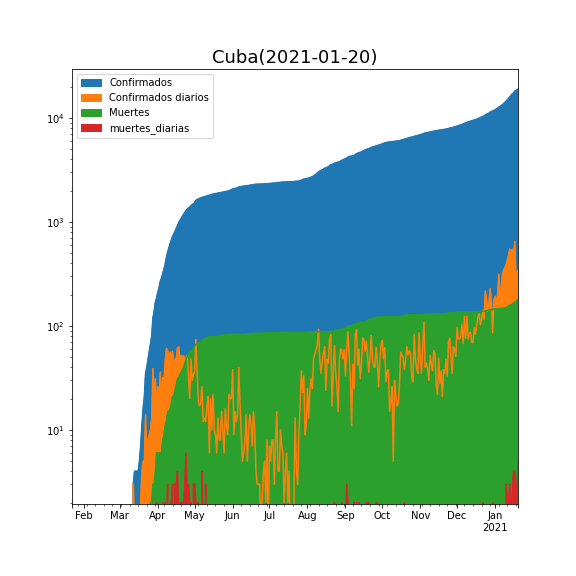 Cuba(2021-01-20)
Confirmados
Confirmados diarios
Muertes
muertes_diarias
10^4
10^3
10^2
10^1
Feb Mar Apr May Jun Jul Aug Sep Oct Nov Dec Jan
2021